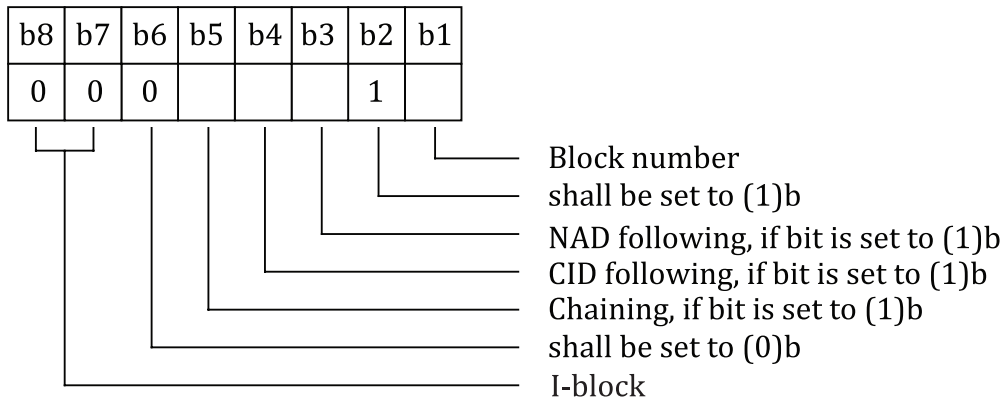 b8 b7 b6 b5 b4 b3 b2 b1
0 0 0 1
Block number
shall be set to (1)b
NAD following, if bit is set to (1)b
CID following, if bit is set to (1)b
Chaining, if bit is set to (1)b
shall be set to (0)b
I-block